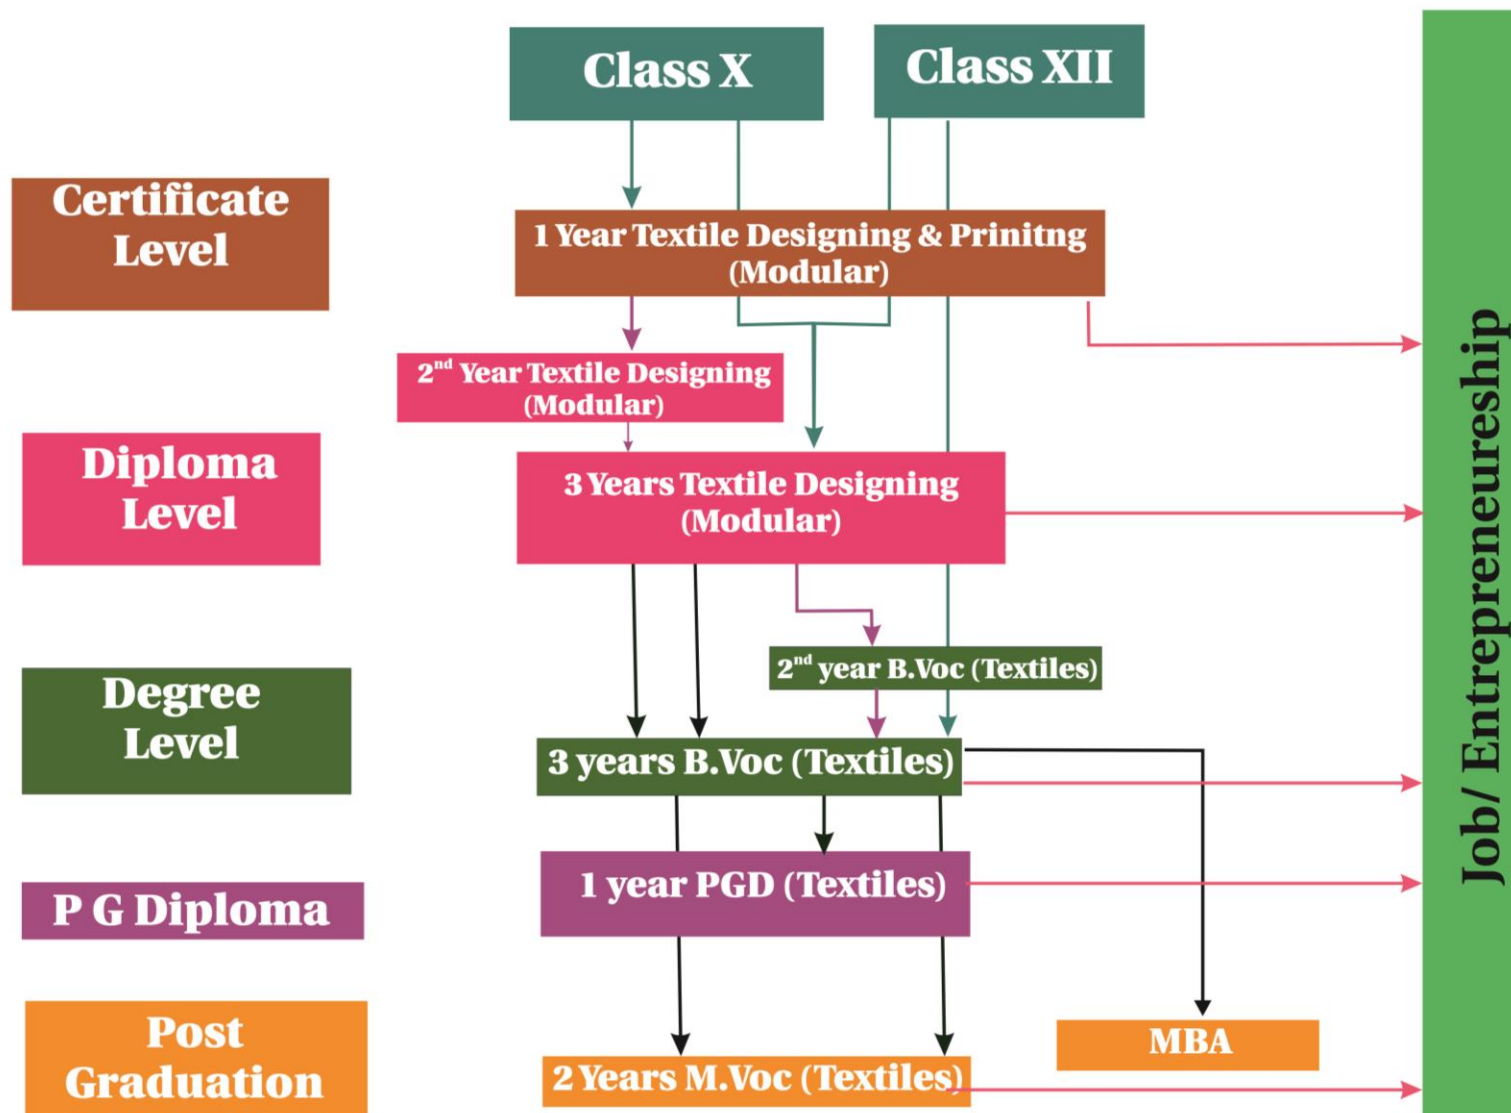 Class X
Class XII
Certificate
Level
1 Year Textile Designing & Prinitng
(Modular)
2nd Year Textile Designing
(Modular)
Diploma
Level
3 Years Textile Designing
(Modular)
Degree
Level
2nd year B.Voc (Textiles)
3 years B.Voc (Textiles)
P G Diploma
1 year PGD (Textiles)
Post
Graduation
MBA
2 Years M.Voc (Textiles)
Job/ Entrepreneureship